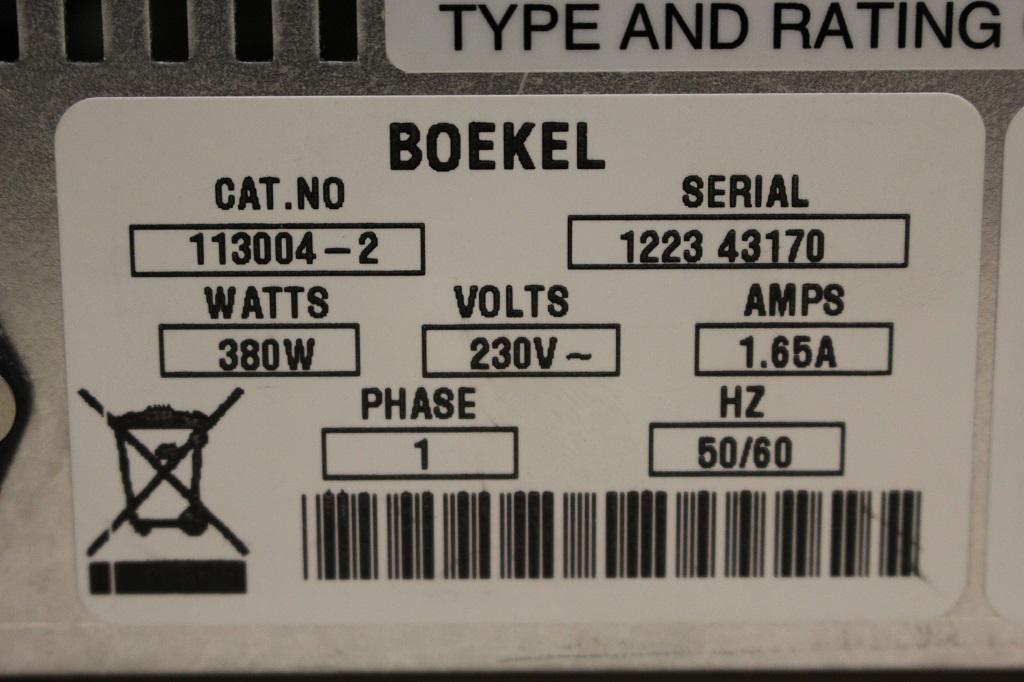 TYPE AND RATING
BOEKEL
CAT.NO SERIAL
113004-2 1223 43170
WATTS VOLTS AMPS
380W 230V~ 1.65A
PHASE HZ
1 50/60